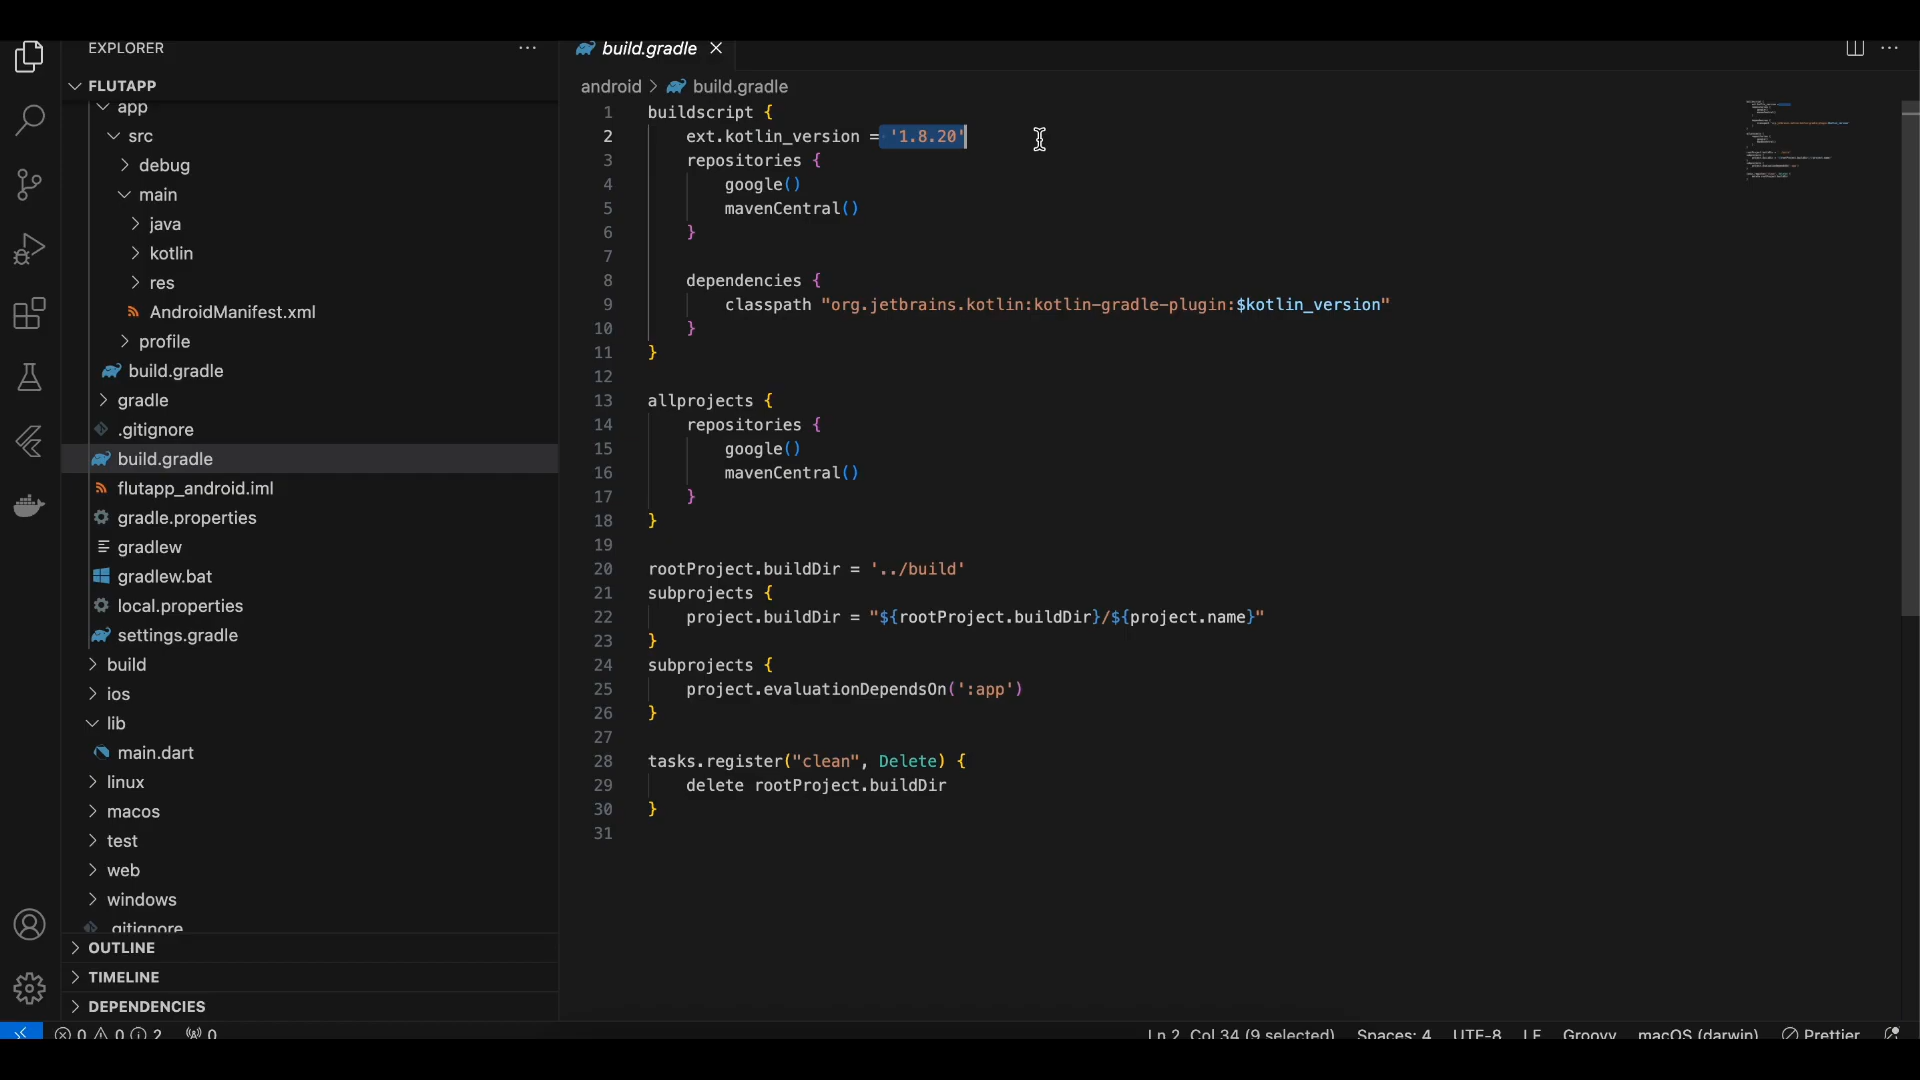 EXPLORER
FLUTAPP
app
src
debug
main
java
kotlin
res
AndroidManifest.xml
profile
build.gradle
gradle
.gitignore
build.gradle
flutapp_android.iml
gradle.properties
gradlew
gradlew.bat
local.properties
settings.gradle
build
ios
lib
main.dart
linux
macos
test
web
windows
.gitignore
OUTLINE
TIMELINE
DEPENDENCIES
build.gradle
android > build.gradle
1 buildscript {
2 ext.kotlin_version = '1.8.20'
3 repositories {
4 google()
5 mavenCentral()
6 }
7
8 dependencies {
9 classpath "org.jetbrains.kotlin:kotlin-gradle-plugin:$kotlin_version"
10 }
11 }
12
13 allprojects {
14 repositories {
15 google()
16 mavenCentral()
17 }
18 }
19
20 rootProject.buildDir = '../build'
21 subprojects {
22 project.buildDir = "${rootProject.buildDir}/${project.name}"
23 }
24 subprojects {
25 project.evaluationDependsOn(':app')
26 }
27
28 tasks.register("clean", Delete) {
29 delete rootProject.buildDir
30 }
31
0 0 2 0 Ln 2, Col 34 (9 selected) Spaces: 4 UTF-8 LF Groovy macOS (darwin) Prettier